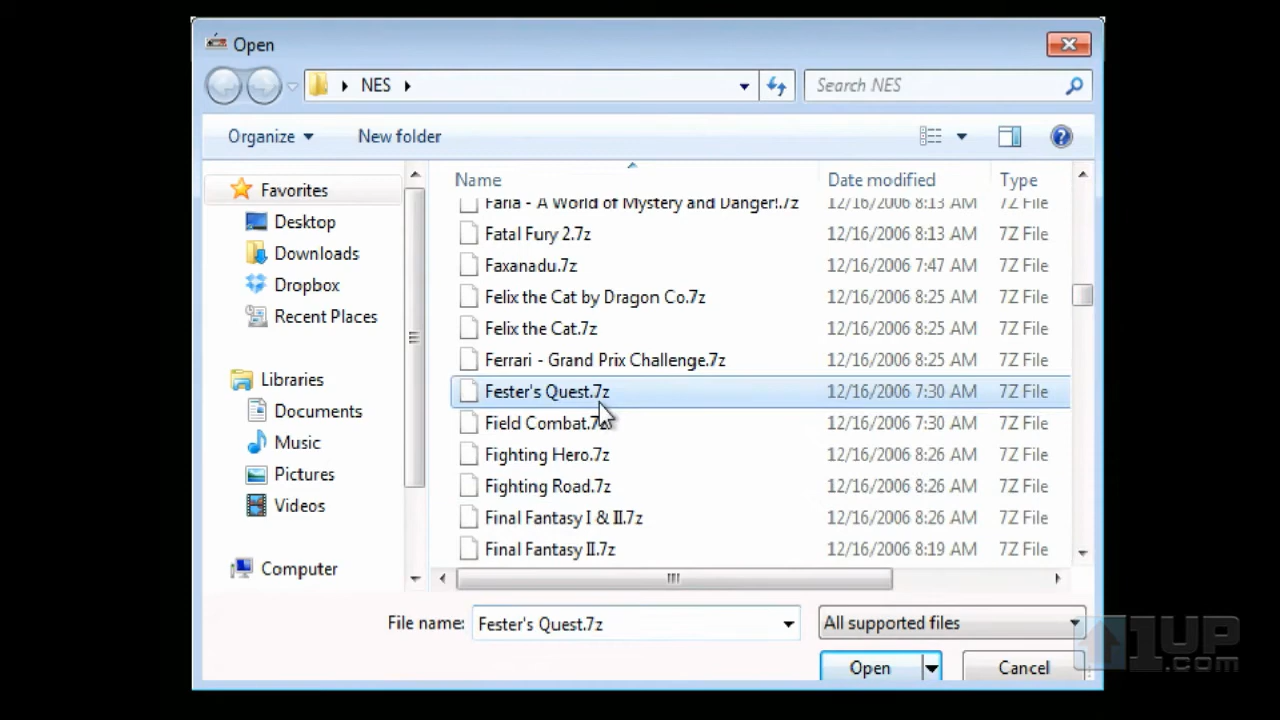 Open
NES
Search NES
Organize
New folder
Name
Date modified
Type
Favorites
Desktop
Downloads
Dropbox
Recent Places
Libraries
Documents
Music
Pictures
Videos
Computer
Faria - A World of Mystery and Danger!.7z 12/16/2006 8:13 AM 7Z File
Fatal Fury 2.7z 12/16/2006 8:13 AM 7Z File
Faxanadu.7z 12/16/2006 7:47 AM 7Z File
Felix the Cat by Dragon Co.7z 12/16/2006 8:25 AM 7Z File
Felix the Cat.7z 12/16/2006 8:25 AM 7Z File
Ferrari - Grand Prix Challenge.7z 12/16/2006 8:25 AM 7Z File
Fester's Quest.7z 12/16/2006 7:30 AM 7Z File
Field Combat.7z 12/16/2006 7:30 AM 7Z File
Fighting Hero.7z 12/16/2006 8:26 AM 7Z File
Fighting Road.7z 12/16/2006 8:26 AM 7Z File
Final Fantasy I & II.7z 12/16/2006 8:26 AM 7Z File
Final Fantasy II.7z 12/16/2006 8:19 AM 7Z File
File name: Fester's Quest.7z
All supported files
Open
Cancel
1UP
.com